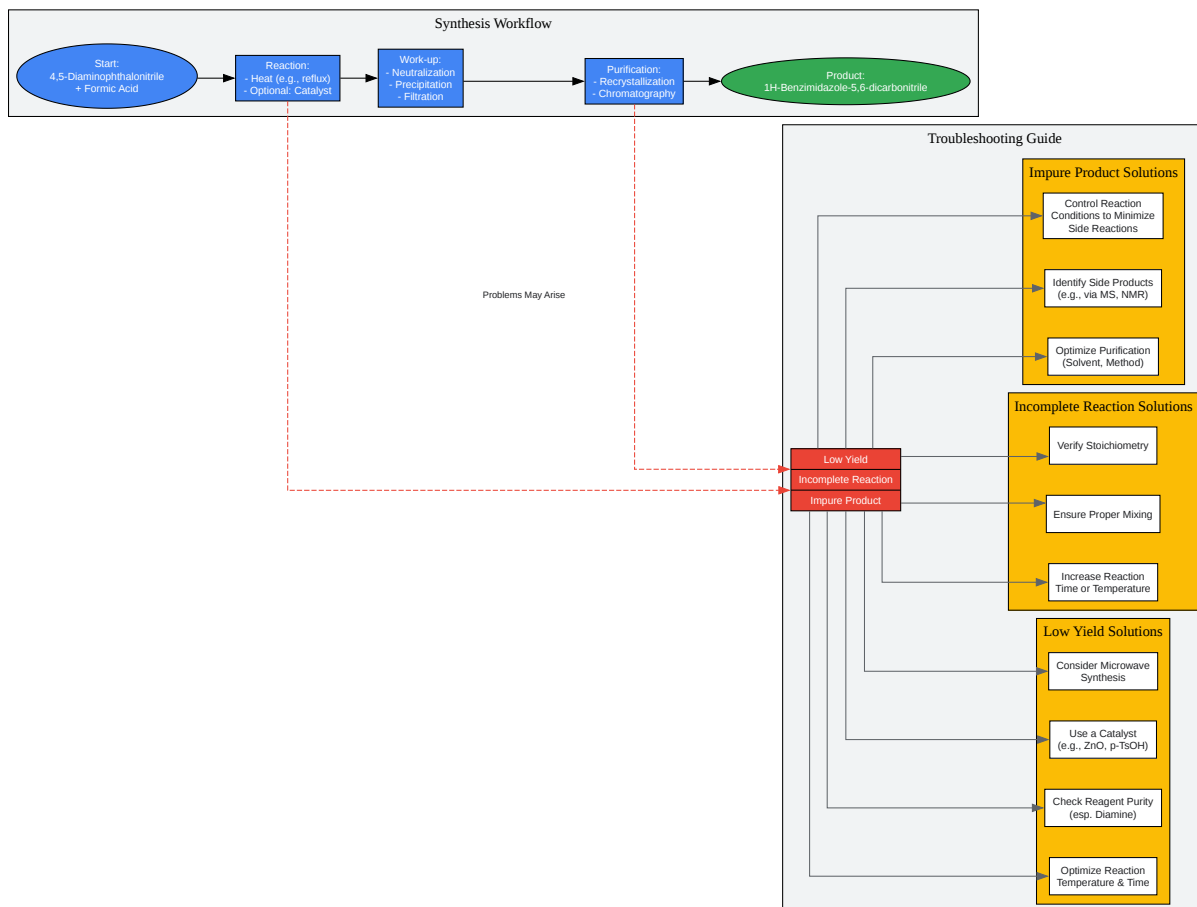 Synthesis Workflow
Start:
4,5-Diaminophthalonitrile
+ Formic Acid
Reaction:
- Heat (e.g., reflux)
- Optional: Catalyst
Work-up:
- Neutralization
- Precipitation
- Filtration
Purification:
- Recrystallization
- Chromatography
Product:
1H-Benzimidazole-5,6-dicarbonitrile
Problems May Arise
Troubleshooting Guide
Low Yield
Incomplete Reaction
Impure Product
Impure Product Solutions
Control Reaction
Conditions to Minimize
Side Reactions
Identify Side Products
(e.g., via MS, NMR)
Optimize Purification
(Solvent, Method)
Incomplete Reaction Solutions
Verify Stoichiometry
Ensure Proper Mixing
Increase Reaction
Time or Temperature
Low Yield Solutions
Consider Microwave
Synthesis
Use a Catalyst
(e.g., ZnO, p-TsOH)
Check Reagent Purity
(esp. Diamine)
Optimize Reaction
Temperature & Time